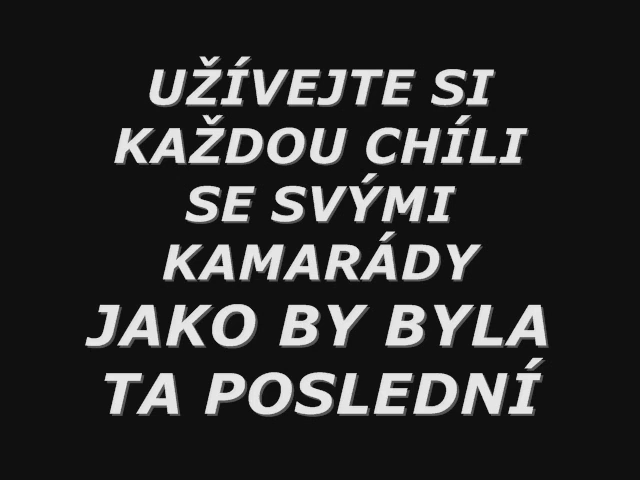 UŽÍVEJTE SI
KAŽDOU CHÍLI
SE SVÝMI
KAMARÁDY
JAKO BY BYLA
TA POSLEDNÍ